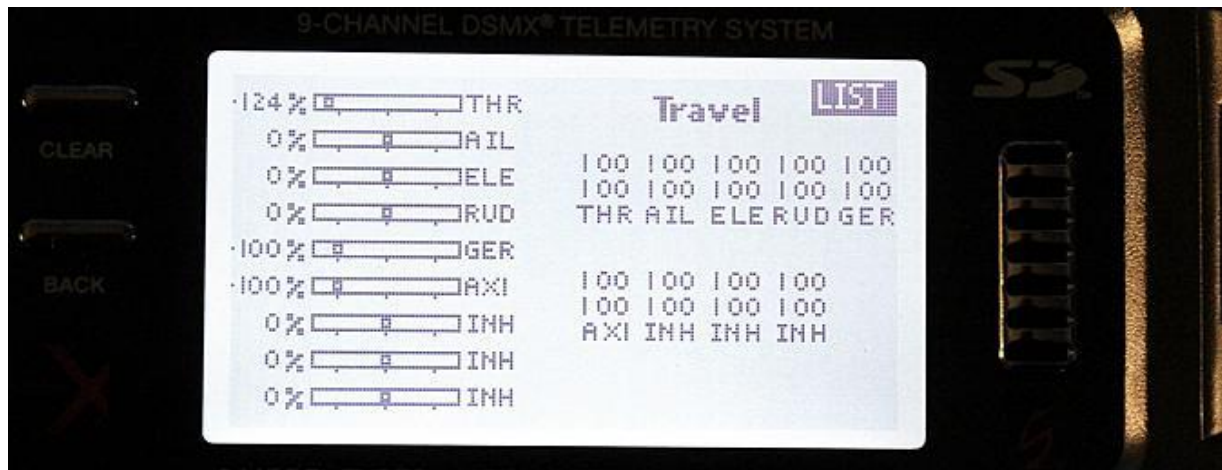 9-CHANNEL DSMX® TELEMETRY SYSTEM
CLEAR
BACK
-124% THR
0% AIL
0% ELE
0% RUD
-100% GER
-100% AX1
0% INH
0% INH
0% INH
Travel
LIST
100 100 100 100 100
100 100 100 100 100
THR AIL ELE RUD GER
100 100 100 100
100 100 100 100
AX1 INH INH INH
SD